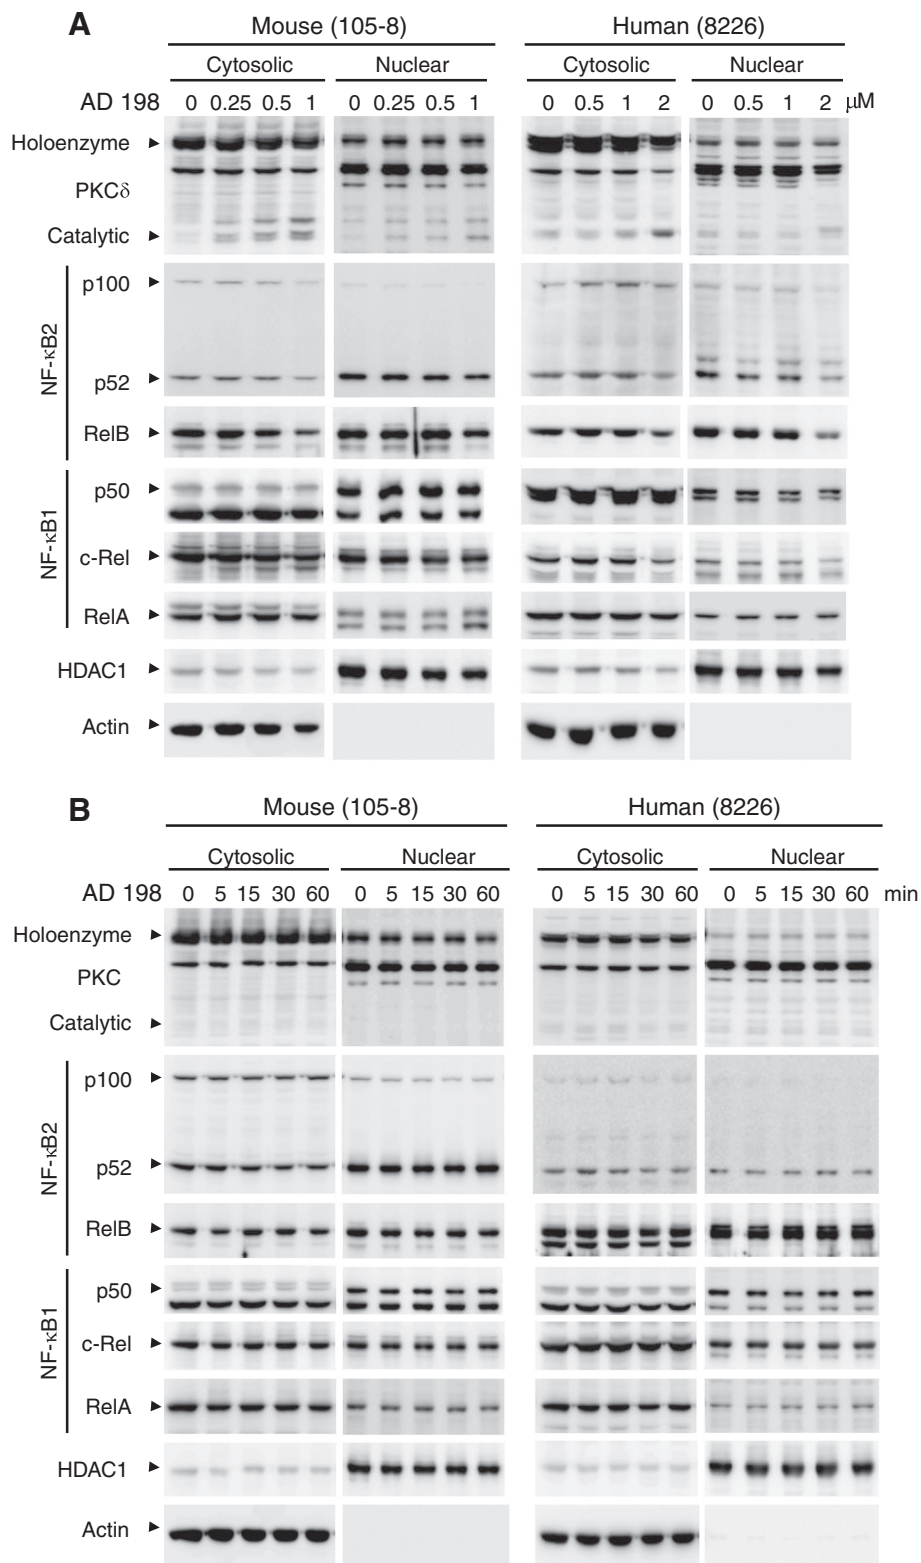 A
Mouse (105-8) Human (8226)
Cytosolic Nuclear Cytosolic Nuclear
AD 198 0 0.25 0.5 1 0 0.25 0.5 1 0 0.5 1 2 0 0.5 1 2 μM
Holoenzyme
PKCδ
Catalytic
NF-κB2
p100
p52
RelB
NF-κB1
p50
c-Rel
RelA
HDAC1
Actin
B
Mouse (105-8) Human (8226)
Cytosolic Nuclear Cytosolic Nuclear
AD 198 0 5 15 30 60 0 5 15 30 60 0 5 15 30 60 0 5 15 30 60 min
Holoenzyme
PKC
Catalytic
NF-κB2
p100
p52
RelB
NF-κB1
p50
c-Rel
RelA
HDAC1
Actin